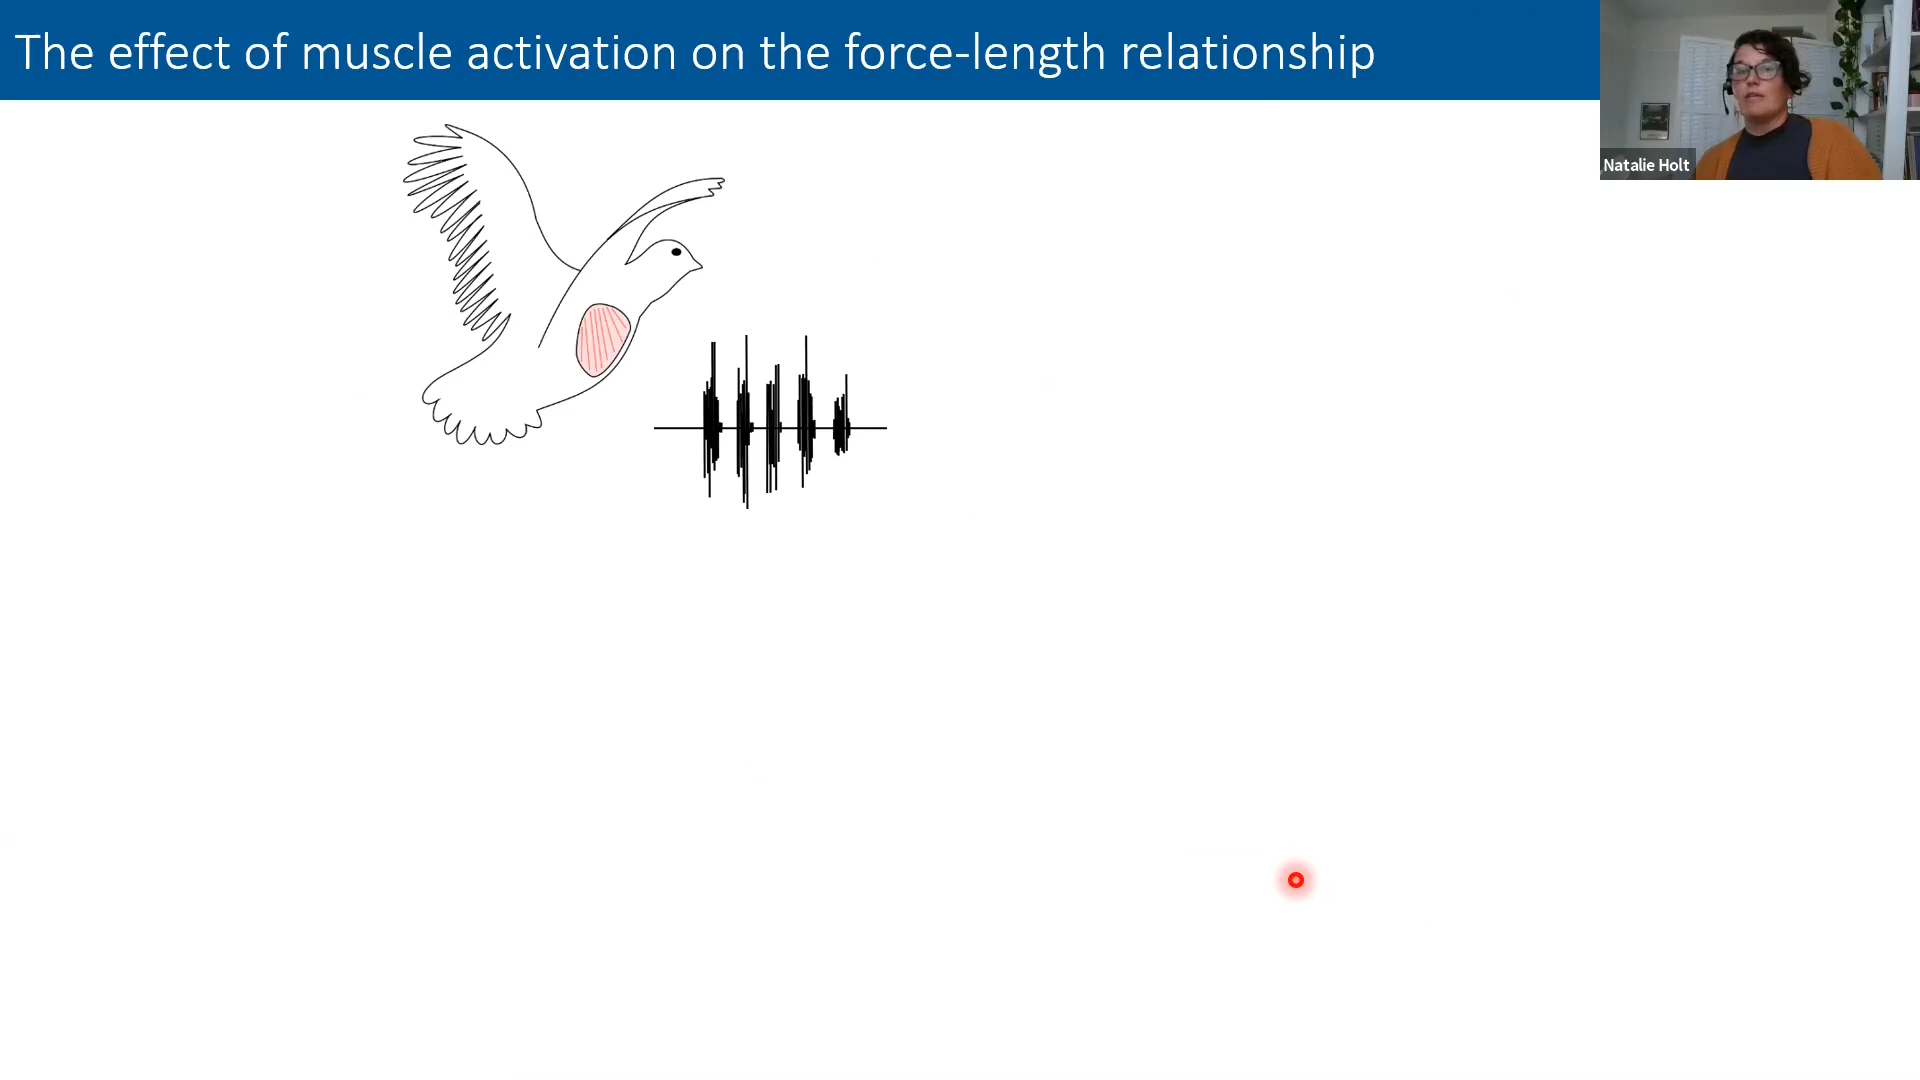 The effect of muscle activation on the force-length relationship
Natalie Holt